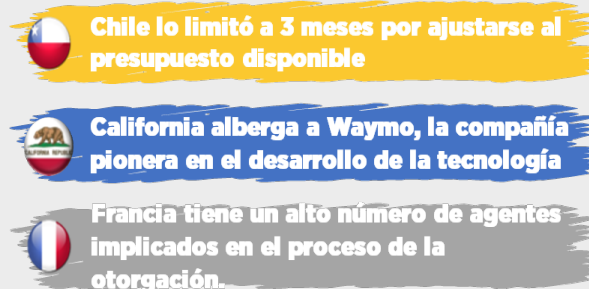 Chile lo limitó a 3 meses por ajustarse al
presupuesto disponible
California alberga a Waymo, la compañía
pionera en el desarrollo de la tecnología
Francia tiene un alto número de agentes
implicados en el proceso de la
otorgación.